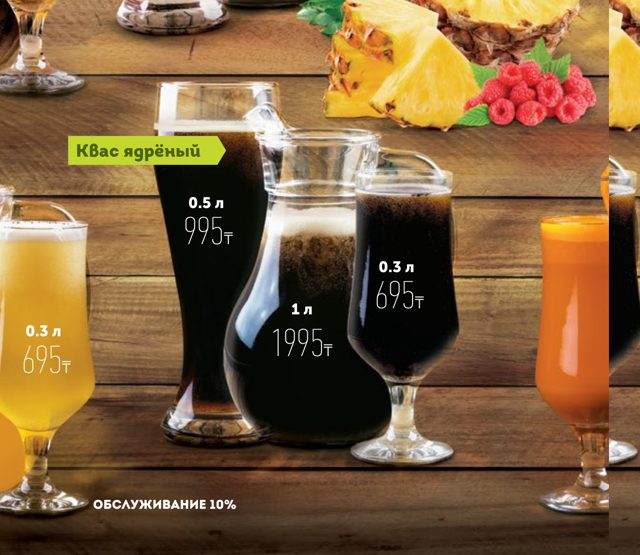 Квас ядрёный
0.5 л
995₸
0.3 л
695₸
1 л
1995₸
0.3 л
695₸
ОБСЛУЖИВАНИЕ 10%